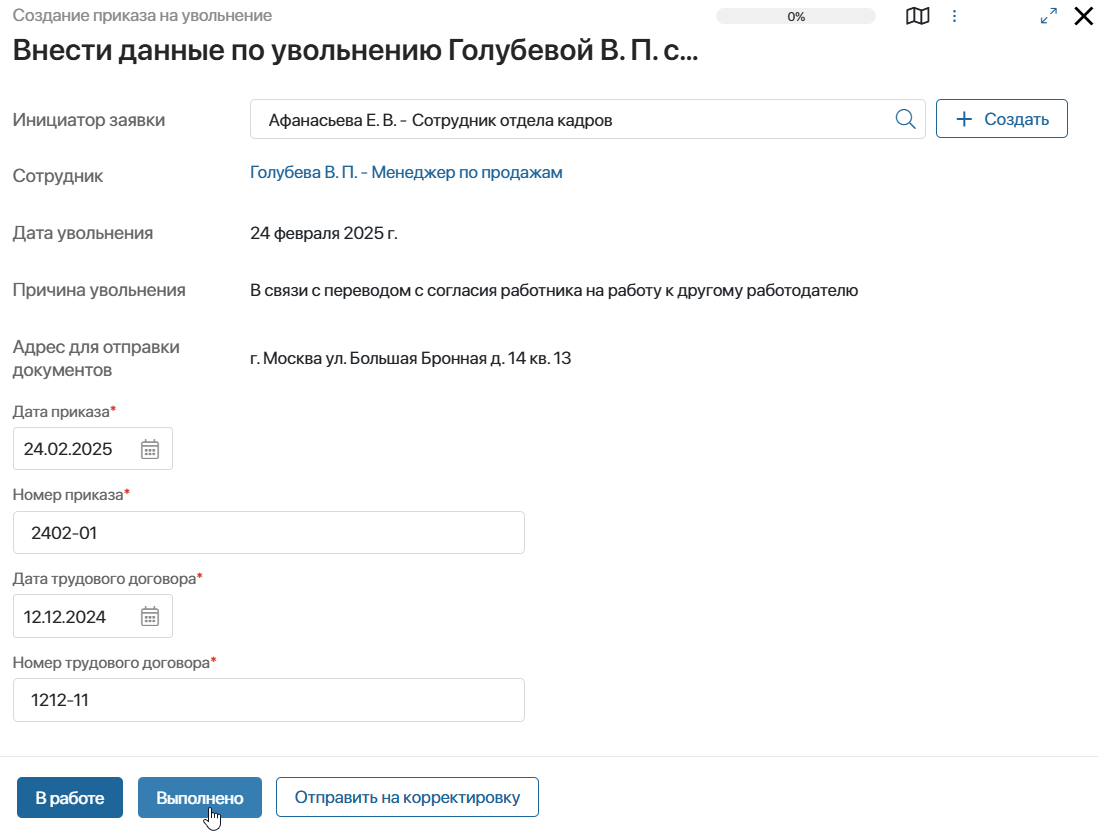 Создание приказа на увольнение
0%
Внести данные по увольнению Голубевой В. П. с...
Инициатор заявки
Афанасьева Е. В. - Сотрудник отдела кадров
+ Создать
Сотрудник
Голубева В. П. - Менеджер по продажам
Дата увольнения
24 февраля 2025 г.
Причина увольнения
В связи с переводом с согласия работника на работу к другому работодателю
Адрес для отправки
документов
г. Москва ул. Большая Бронная д. 14 кв. 13
Дата приказа*
24.02.2025
Номер приказа*
2402-01
Дата трудового договора*
12.12.2024
Номер трудового договора*
1212-11
В работе
Выполнено
Отправить на корректировку